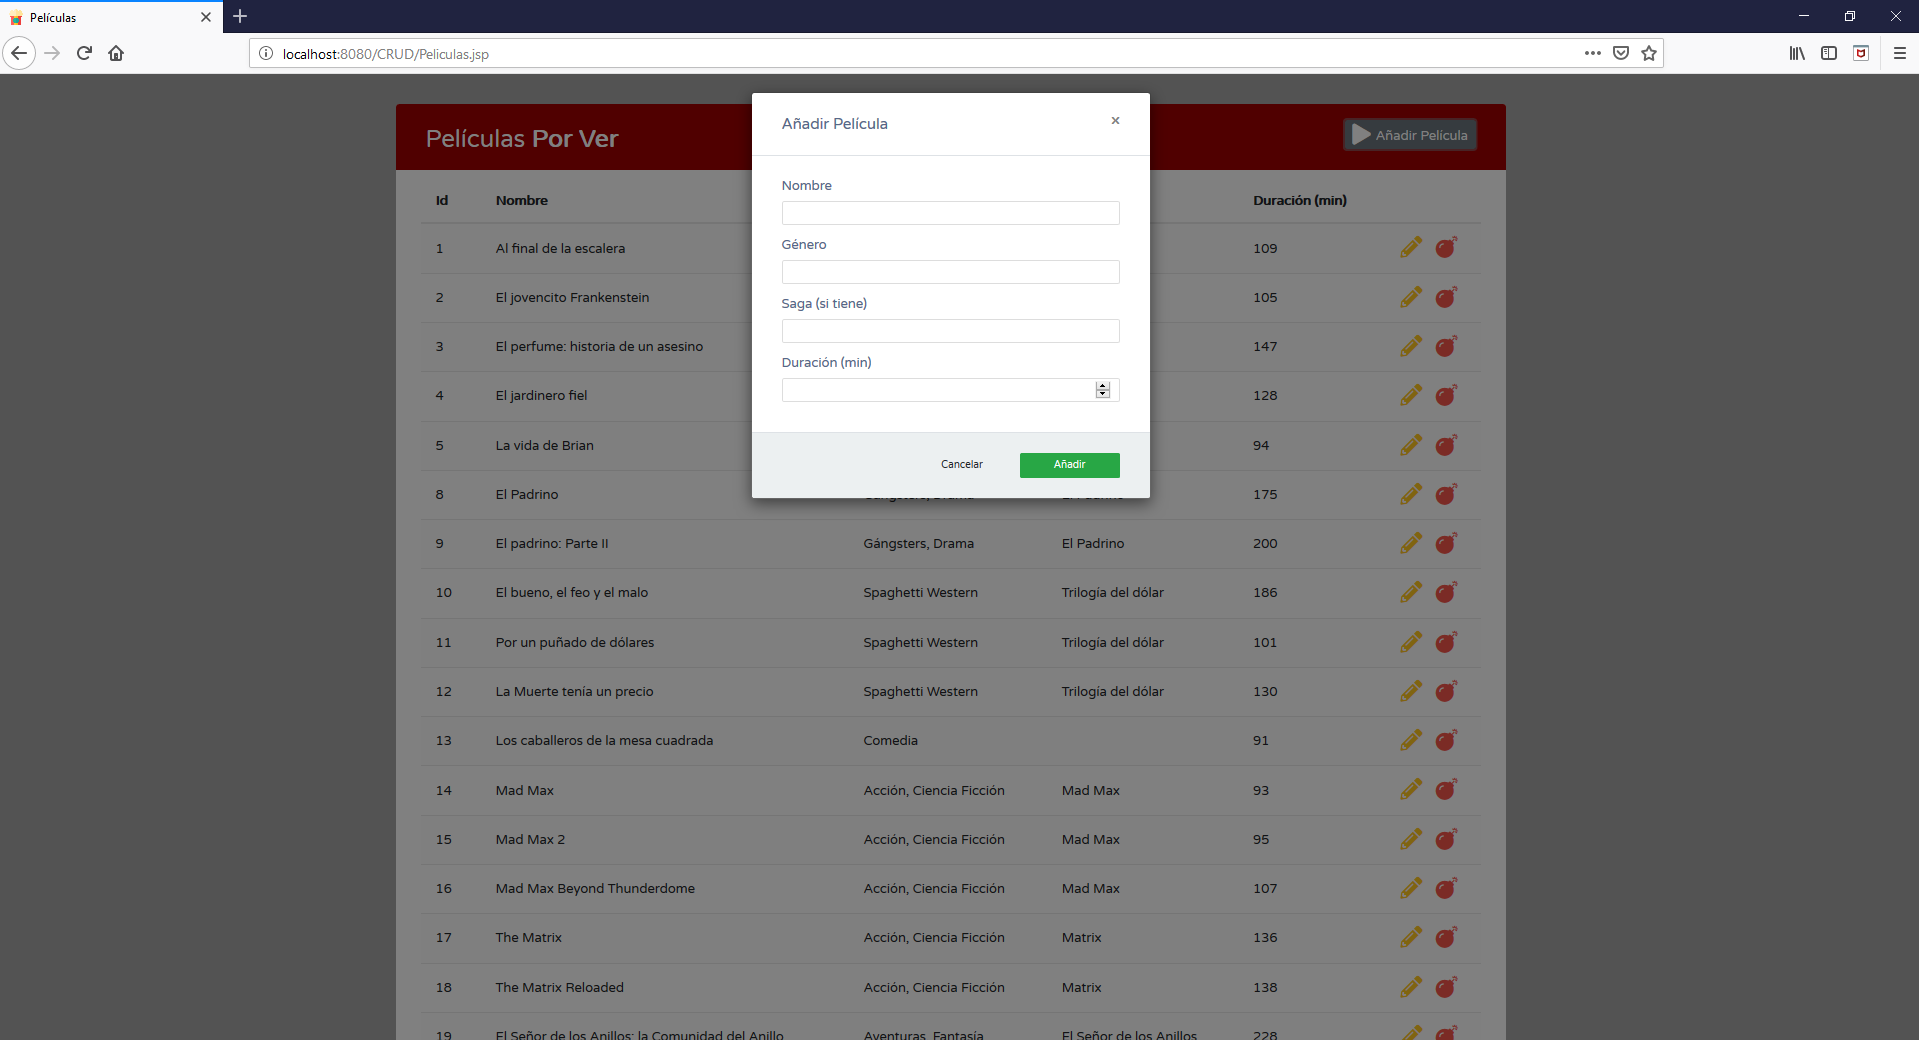 Películas
localhost:8080/CRUD/Peliculas.jsp
Películas Por Ver
Añadir Película
Añadir Película
Nombre
Género
Saga (si tiene)
Duración (min)
Cancelar
Añadir
Id Nombre Duración (min)
1 Al final de la escalera 109
2 El jovencito Frankenstein 105
3 El perfume: historia de un asesino 147
4 El jardinero fiel 128
5 La vida de Brian 94
8 El Padrino Gángsters, Drama El Padrino 175
9 El padrino: Parte II Gángsters, Drama El Padrino 200
10 El bueno, el feo y el malo Spaghetti Western Trilogía del dólar 186
11 Por un puñado de dólares Spaghetti Western Trilogía del dólar 101
12 La Muerte tenía un precio Spaghetti Western Trilogía del dólar 130
13 Los caballeros de la mesa cuadrada Comedia 91
14 Mad Max Acción, Ciencia Ficción Mad Max 93
15 Mad Max 2 Acción, Ciencia Ficción Mad Max 95
16 Mad Max Beyond Thunderdome Acción, Ciencia Ficción Mad Max 107
17 The Matrix Acción, Ciencia Ficción Matrix 136
18 The Matrix Reloaded Acción, Ciencia Ficción Matrix 138
19 El Señor de los Anillos: la Comunidad del Anillo Aventuras, Fantasía El Señor de los Anillos 228